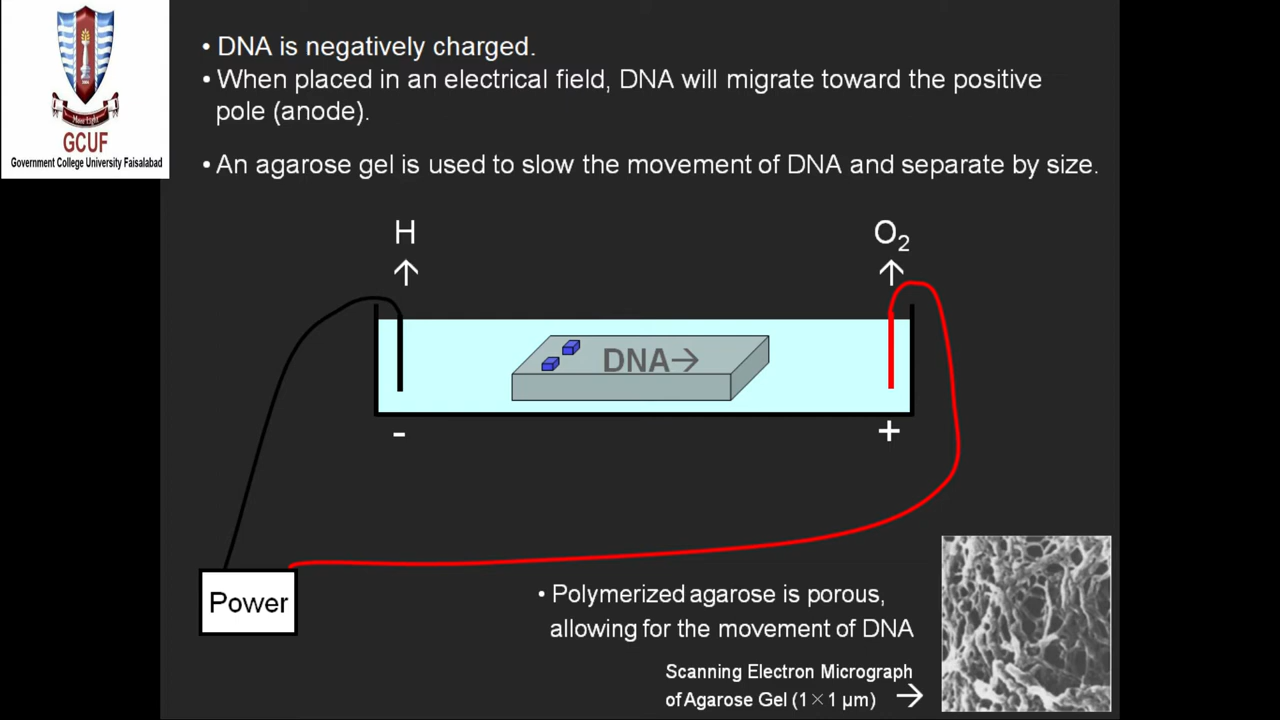 GCUF
Government College University Faisalabad
• DNA is negatively charged.
• When placed in an electrical field, DNA will migrate toward the positive
pole (anode).
• An agarose gel is used to slow the movement of DNA and separate by size.
H
O2
↑
↑
DNA→
-
+
Power
• Polymerized agarose is porous,
allowing for the movement of DNA
Scanning Electron Micrograph
of Agarose Gel (1×1 µm) →